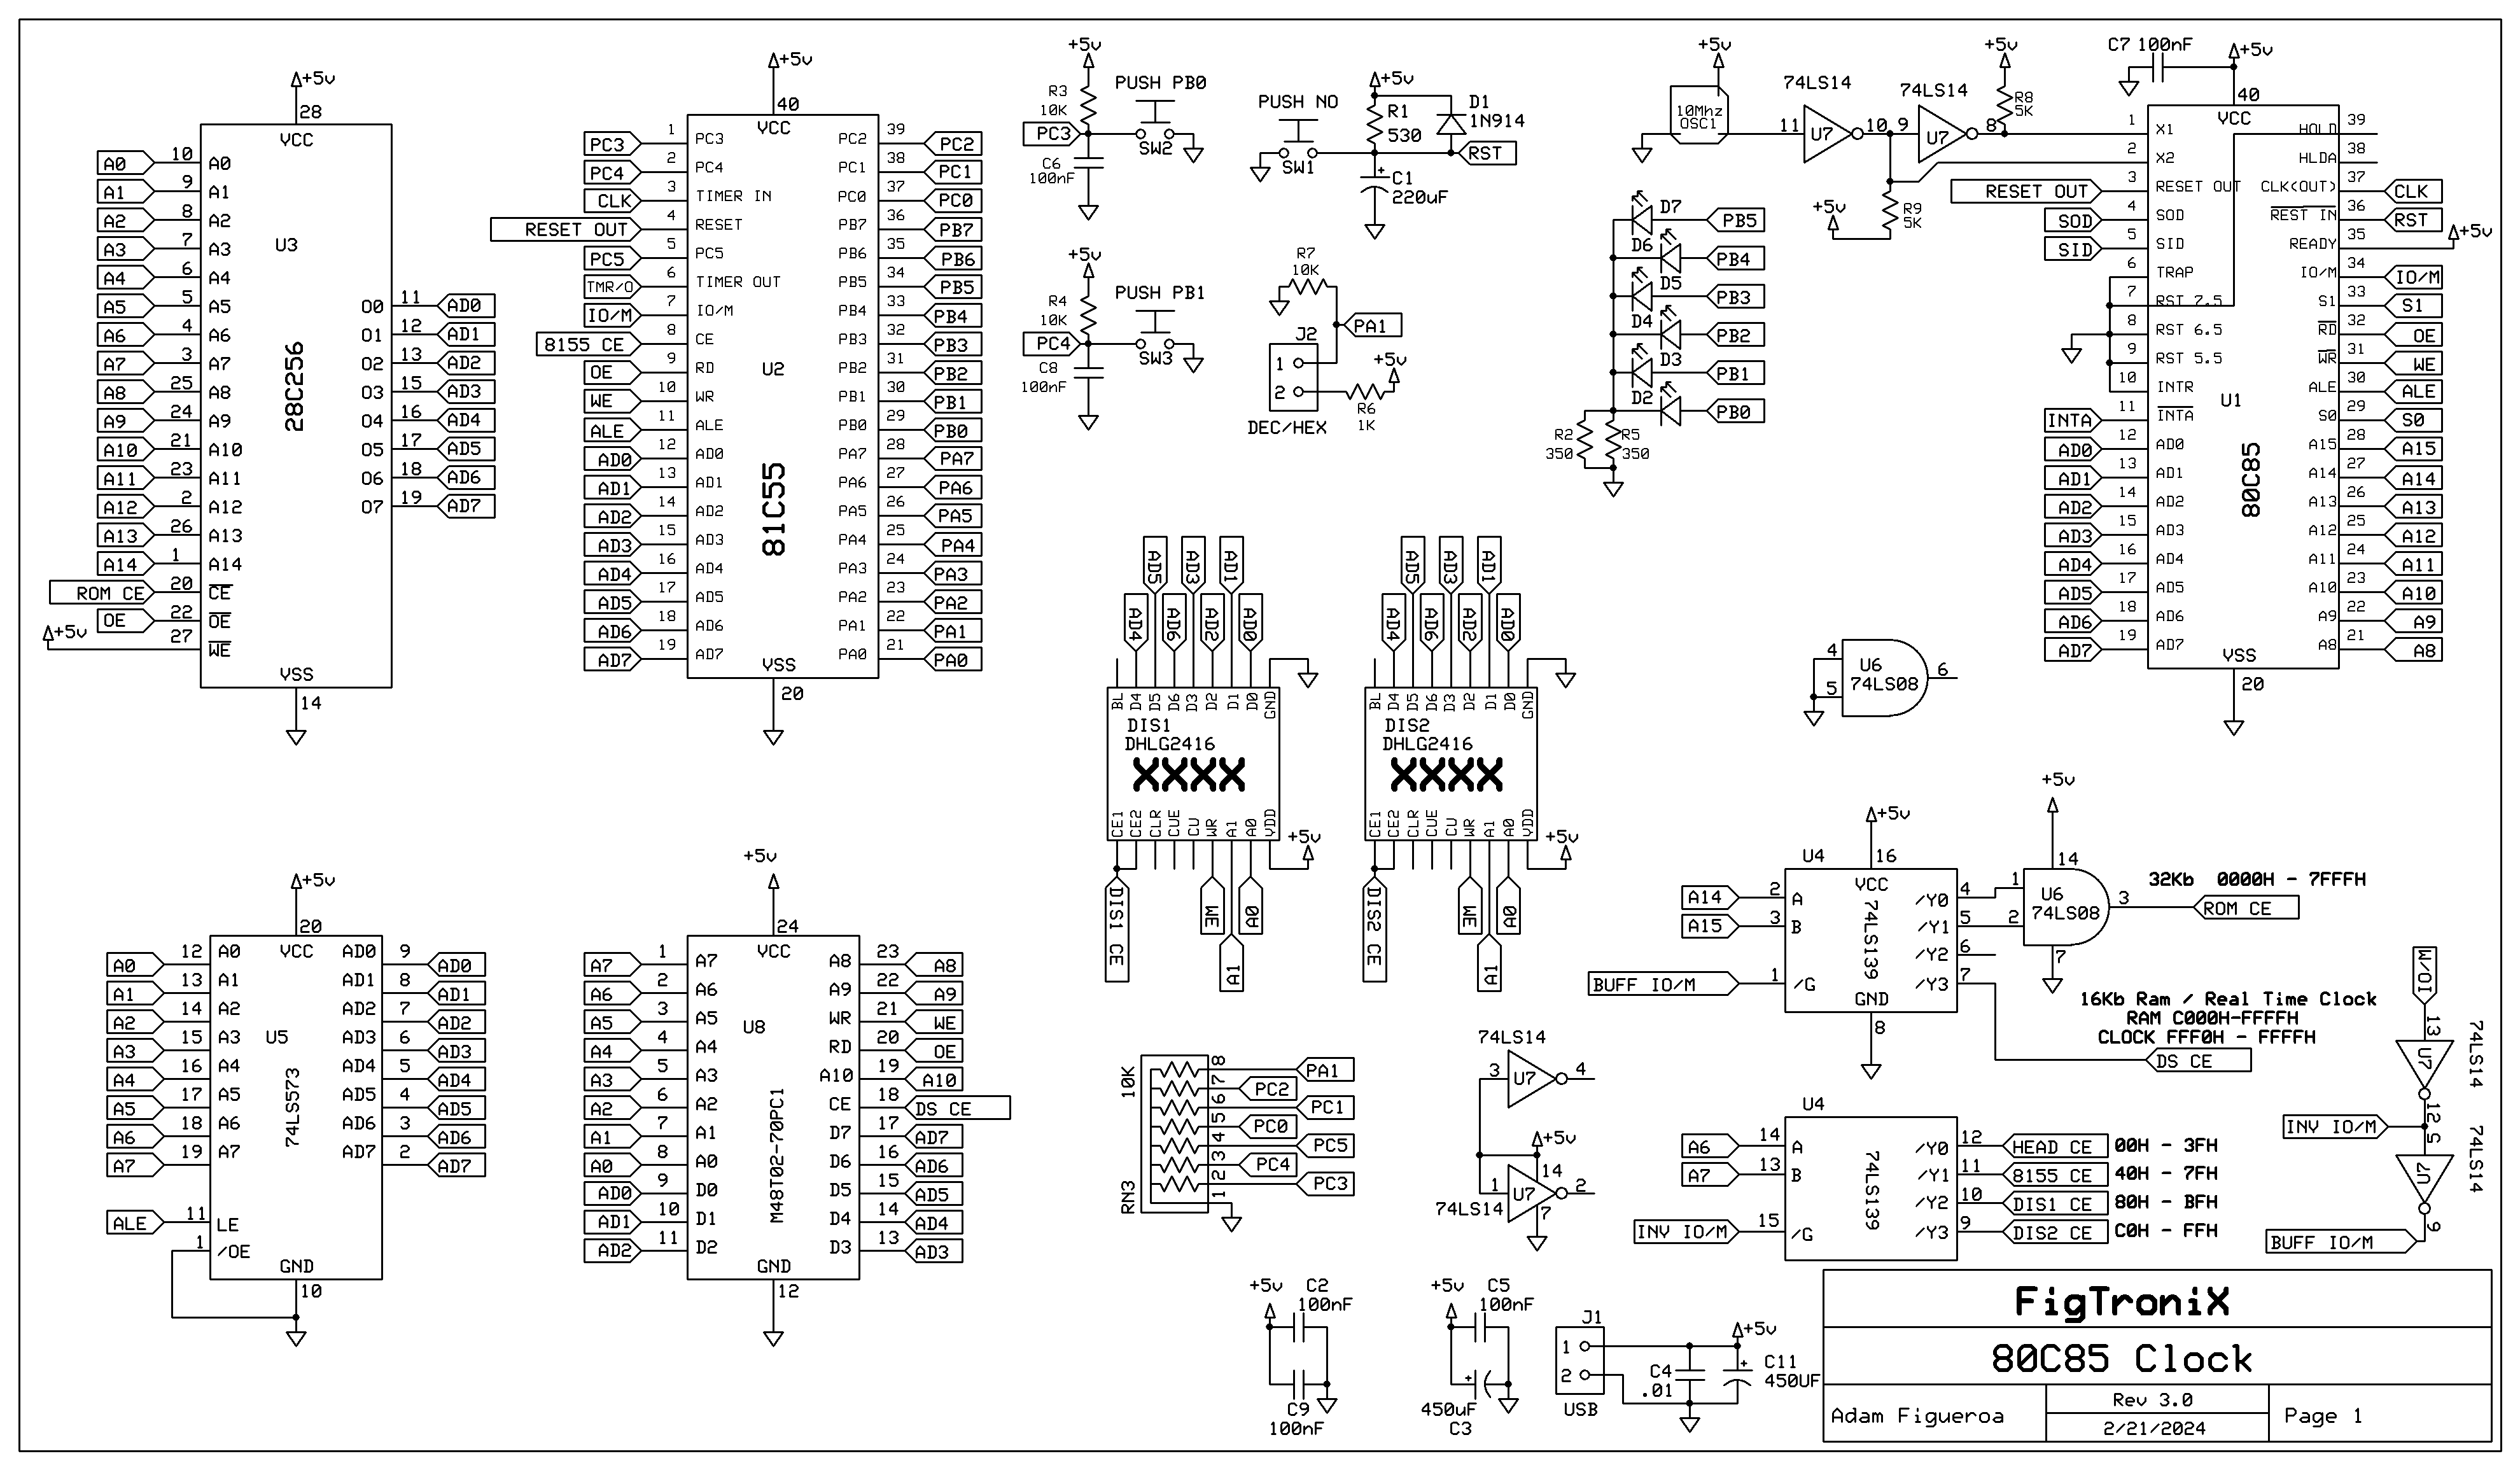 +5v
28
VCC
A0 10 A0
A1 9 A1
A2 8 A2
A3 7 A3
A4 6 A4
A5 5 A5
A6 4 A6
A7 3 A7
A8 25 A8
A9 24 A9
A10 21 A10
A11 23 A11
A12 2 A12
A13 26 A13
A14 1 A14
ROM CE 20 CE
OE 22 OE
+5v 27 WE
U3
28C256
O0 11 AD0
O1 12 AD1
O2 13 AD2
O3 15 AD3
O4 16 AD4
O5 17 AD5
O6 18 AD6
O7 19 AD7
VSS
14
+5v
40
VCC
PC3 1 PC3
PC4 2 PC4
CLK 3 TIMER IN
RESET OUT 4 RESET
PC5 5 PC5
TMR/O 6 TIMER OUT
IO/M 7 IO/M
8155 CE 8 CE
OE 9 RD
WE 10 WR
ALE 11 ALE
AD0 12 AD0
AD1 13 AD1
AD2 14 AD2
AD3 15 AD3
AD4 16 AD4
AD5 17 AD5
AD6 18 AD6
AD7 19 AD7
U2
81C55
PC2 39 PC2
PC1 38 PC1
PC0 37 PC0
PB7 36 PB7
PB6 35 PB6
PB5 34 PB5
PB4 33 PB4
PB3 32 PB3
PB2 31 PB2
PB1 30 PB1
PB0 29 PB0
PA7 28 PA7
PA6 27 PA6
PA5 26 PA5
PA4 25 PA4
PA3 24 PA3
PA2 23 PA2
PA1 22 PA1
PA0 21 PA0
VSS
20
+5v
R3
10K
PUSH PB0
PC3
SW2
C6
100nF
+5v
R4
10K
PUSH PB1
PC4
SW3
C8
100nF
PUSH NO
SW1
+5v
R1
530
D1
1N914
RST
+
C1
220uF
R7
10K
PA1
J2
1
2
+5v
R6
1K
DEC/HEX
+5v
10Mhz
OSC1
74LS14
11 U7 10
74LS14
9 U7 8
+5v
R8
5K
+5v
R9
5K
D7 PB5
D6 PB4
D5 PB3
D4 PB2
D3 PB1
D2 PB0
R2
350
R5
350
C7 100nF
+5v
40
VCC
1 X1
2 X2
RESET OUT 3 RESET OUT
SOD 4 SOD
SID 5 SID
6 TRAP
7 RST 7.5
8 RST 6.5
9 RST 5.5
10 INTR
INTA 11 INTA
AD0 12 AD0
AD1 13 AD1
AD2 14 AD2
AD3 15 AD3
AD4 16 AD4
AD5 17 AD5
AD6 18 AD6
AD7 19 AD7
U1
80C85
HOLD 39
HLDA 38
CLK(OUT) 37 CLK
REST IN 36 RST
READY 35 +5v
IO/M 34 IO/M
S1 33 S1
RD 32 OE
WR 31 WE
ALE 30 ALE
S0 29 S0
A15 28 A15
A14 27 A14
A13 26 A13
A12 25 A12
A11 24 A11
A10 23 A10
A9 22 A9
A8 21 A8
VSS
20
AD5 AD3 AD1
AD4 AD6 AD2 AD0
BL D4 D5 D6 D3 D2 D1 D0 GND
DIS1
DHLG2416
XXXX
CE1 CE2 CLR CUE CU WR A1 A0 VDD
+5v
DIS1 CE WE A1 A0
AD5 AD3 AD1
AD4 AD6 AD2 AD0
BL D4 D5 D6 D3 D2 D1 D0 GND
DIS2
DHLG2416
XXXX
CE1 CE2 CLR CUE CU WR A1 A0 VDD
+5v
DIS2 CE WE A1 A0
4
5
U6
74LS08
6
+5v
20
VCC
A0 12 A0
A1 13 A1
A2 14 A2
A3 15 A3
A4 16 A4
A5 17 A5
A6 18 A6
A7 19 A7
ALE 11 LE
1 /OE
U5
74LS573
AD0 9 AD0
AD1 8 AD1
AD2 7 AD2
AD3 6 AD3
AD4 5 AD4
AD5 4 AD5
AD6 3 AD6
AD7 2 AD7
GND
10
+5v
24
VCC
A7 1 A7
A6 2 A6
A5 3 A5
A4 4 A4
A3 5 A3
A2 6 A2
A1 7 A1
A0 8 A0
AD0 9 D0
AD1 10 D1
AD2 11 D2
U8
M48T02-70PC1
A8 23 A8
A9 22 A9
WR 21 WE
RD 20 OE
A10 19 A10
CE 18 DS CE
D7 17 AD7
D6 16 AD6
D5 15 AD5
D4 14 AD4
D3 13 AD3
GND
12
10K
RN3
8 PA1
7 PC2
6 PC1
5 PC0
4 PC5
3 PC4
2 PC3
1
74LS14
3 U7 4
+5v
14
1 U7 2
74LS14
7
+5v
U4
16
VCC
A14 2 A
A15 3 B
BUFF IO/M 1 /G
74LS139
/Y0 4
/Y1 5
/Y2 6
/Y3 7
GND
8
+5v
14
1
2
U6
74LS08
3
7
32Kb 0000H - 7FFFH
ROM CE
16Kb Ram / Real Time Clock
RAM C000H-FFFFH
CLOCK FFF0H - FFFFH
DS CE
U4
A6 14 A
A7 13 B
INV IO/M 15 /G
74LS139
/Y0 12 HEAD CE 00H - 3FH
/Y1 11 8155 CE 40H - 7FH
/Y2 10 DIS1 CE 80H - BFH
/Y3 9 DIS2 CE C0H - FFH
IO/M
13
U7
74LS14
12
INV IO/M
5
U7
74LS14
6
BUFF IO/M
+5v
C2
100nF
C9
100nF
+5v
C5
100nF
+
450uF
C3
J1
1
2
USB
C4
.01
+5v
+
C11
450UF
FigTroniX
80C85 Clock
Adam Figueroa
Rev 3.0
2/21/2024
Page 1